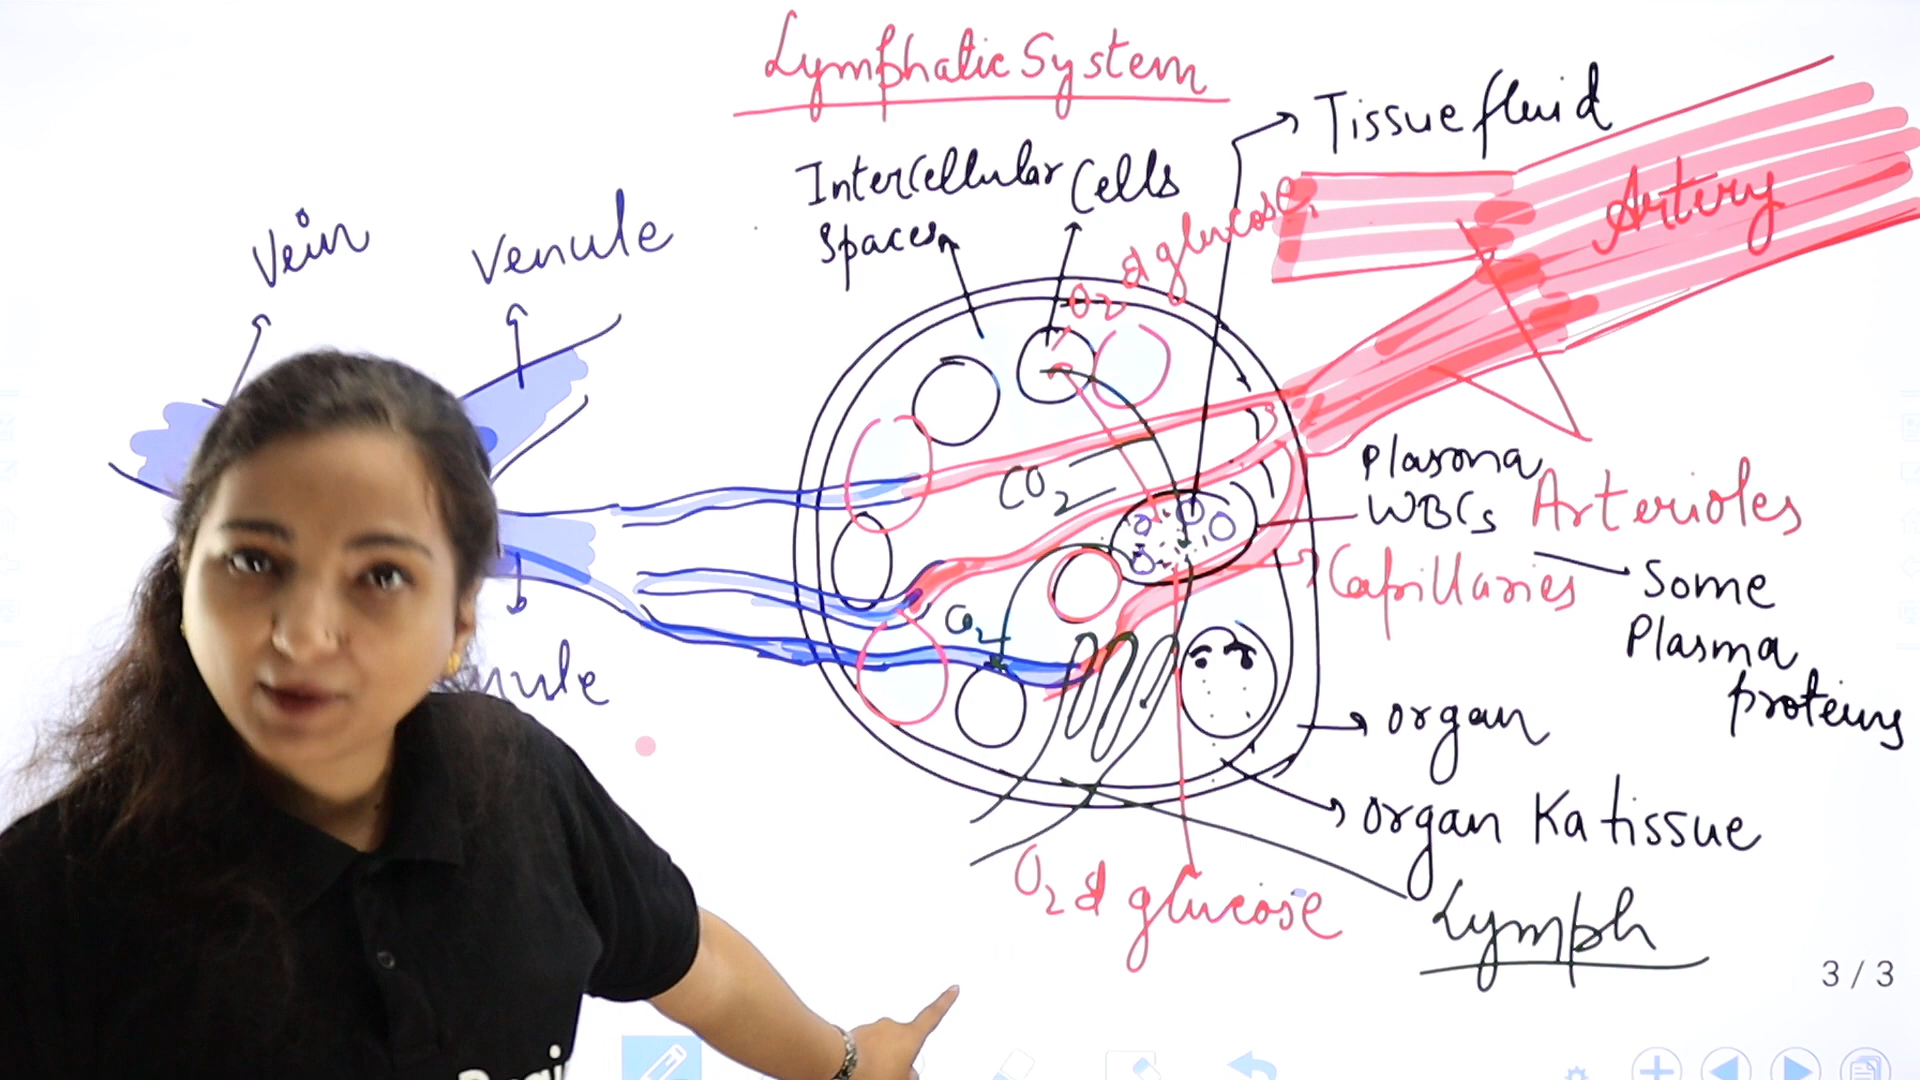 Lymphatic System
Tissue fluid
Intercellular
Spaces
Cells
O2 & glucose,
Artery
Vein
Venule
CO2
Plasma
WBCs
Arterioles
Capillaries
Some
Plasma
proteins
CO2
organ
organ Ka tissue
O2 & glucose
Lymph
3 / 3